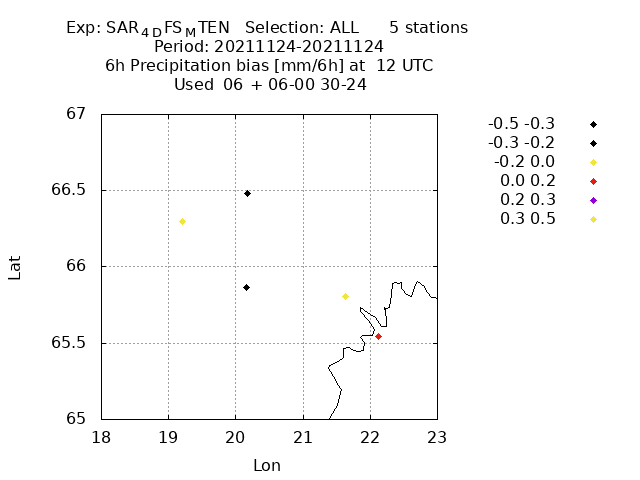 Exp: SAR4DFSMTEN Selection: ALL 5 stations
Period: 20211124-20211124
6h Precipitation bias [mm/6h] at 12 UTC
Used 06 + 06-00 30-24
67
66.5
66
65.5
65
Lat
18 19 20 21 22 23
Lon
-0.5 -0.3
-0.3 -0.2
-0.2 0.0
0.0 0.2
0.2 0.3
0.3 0.5